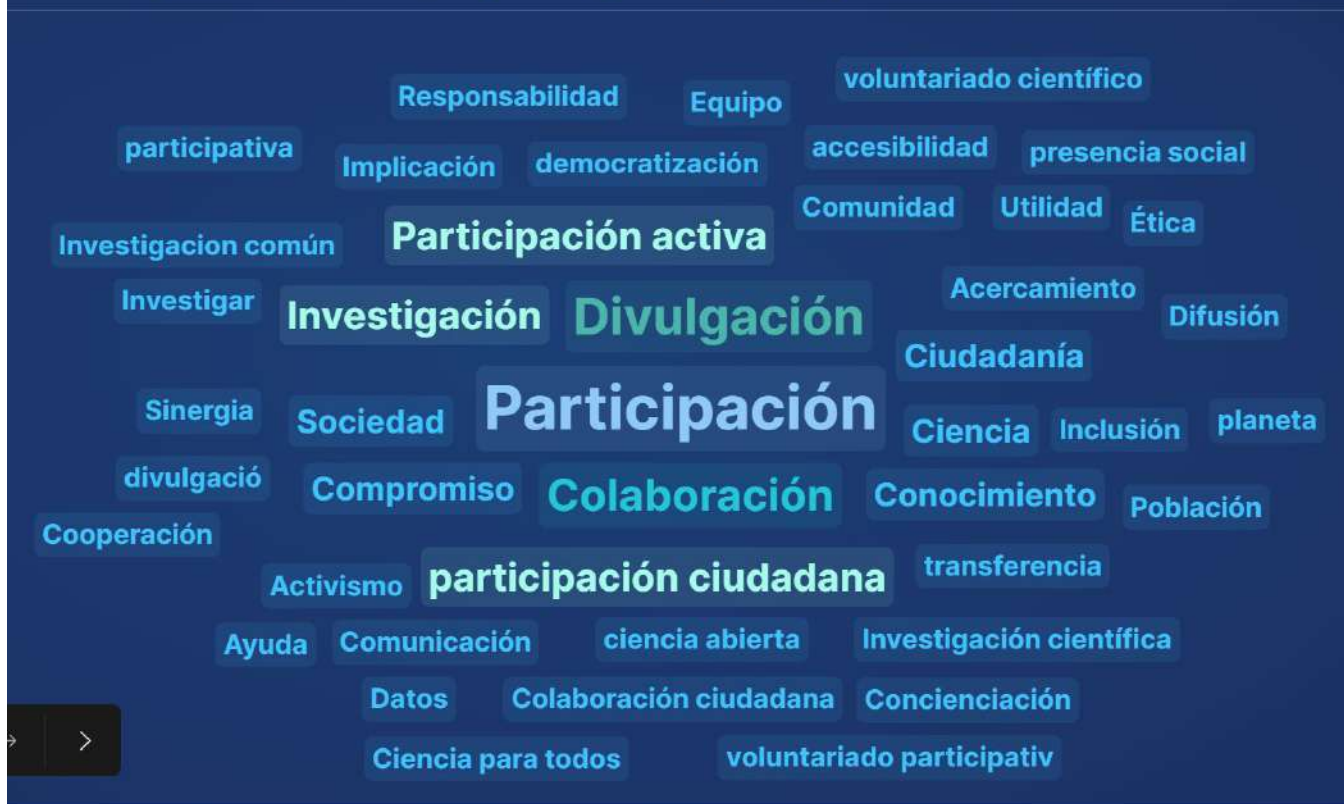 voluntariado científico
Responsabilidad
Equipo
participativa
Implicación
democratización
accesibilidad
presencia social
Comunidad
Utilidad
Ética
Investigacion común
Participación activa
Investigar
Investigación
Divulgación
Acercamiento
Difusión
Ciudadanía
Sinergia
Sociedad
Participación
Ciencia
Inclusión
planeta
divulgació
Compromiso
Colaboración
Conocimiento
Población
Cooperación
Activismo
participación ciudadana
transferencia
Ayuda
Comunicación
ciencia abierta
Investigación científica
Datos
Colaboración ciudadana
Concienciación
Ciencia para todos
voluntariado participativ